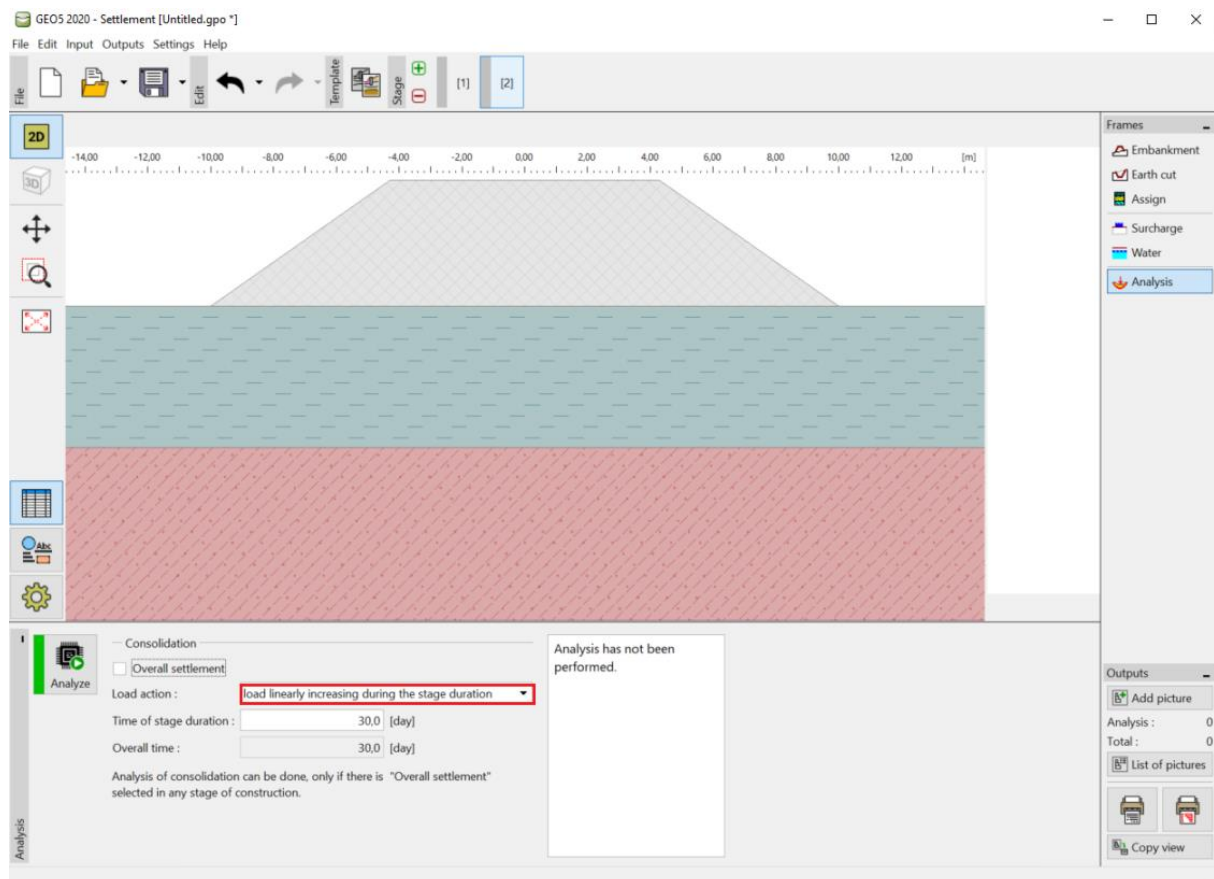 GEO5 2020 - Settlement [Untitled.gpo *]
File Edit Input Outputs Settings Help
File
Edit
Template
Stage
[1]
[2]
2D
3D
-14,00 -12,00 -10,00 -8,00 -6,00 -4,00 -2,00 0,00 2,00 4,00 6,00 8,00 10,00 12,00 [m]
Abc
Frames
Embankment
Earth cut
Assign
Surcharge
Water
Analysis
Analysis
Analyze
Consolidation
Overall settlement
Load action : load linearly increasing during the stage duration
Time of stage duration : 30,0 [day]
Overall time : 30,0 [day]
Analysis of consolidation can be done, only if there is "Overall settlement"
selected in any stage of construction.
Analysis has not been
performed.
Outputs
Add picture
Analysis : 0
Total : 0
List of pictures
Copy view